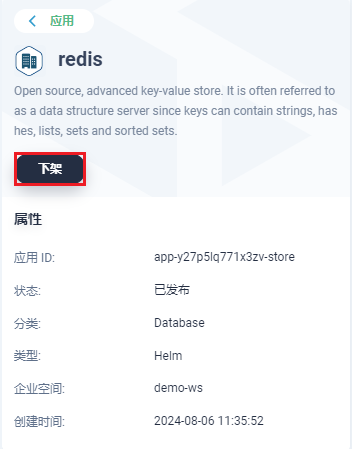 应用
redis
Open source, advanced key-value store. It is often referred to
as a data structure server since keys can contain strings, has
hes, lists, sets and sorted sets.
下架
属性
应用 ID: app-y27p5lq771x3zv-store
状态: 已发布
分类: Database
类型: Helm
企业空间: demo-ws
创建时间: 2024-08-06 11:35:52